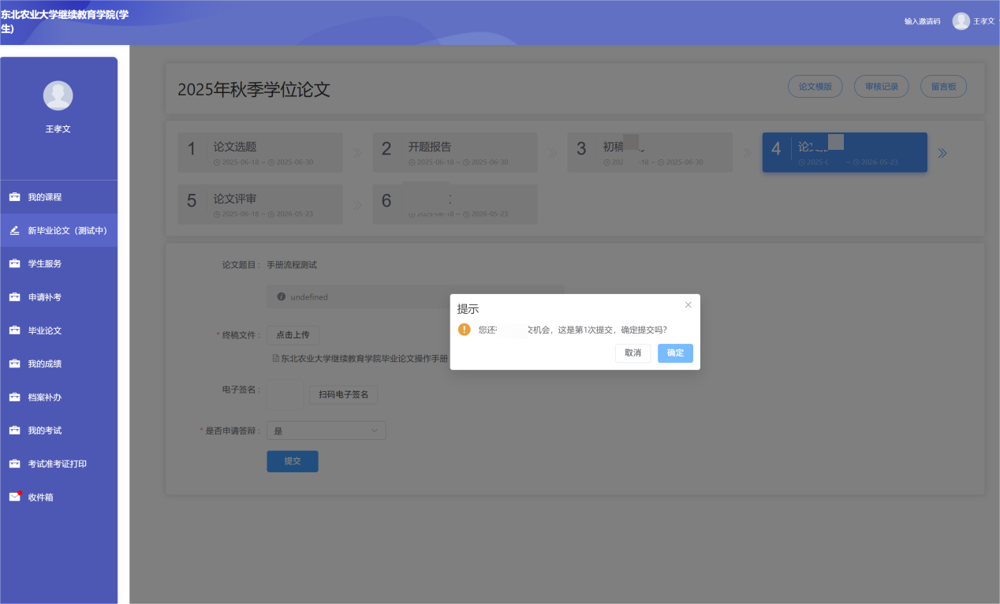 东北农业大学继续教育学院(学
生)
输入邀请码
王孝文
王孝文
我的课程
新毕业论文（测试中）
学生服务
申请补考
毕业论文
我的成绩
档案补办
我的考试
考试准考证打印
收件箱
2025年秋季学位论文
论文模版
审核记录
留言板
1 论文选题
2025-06-18 ~ 2025-06-30
2 开题报告
2025-06-18 ~ 2025-06-30
3 初稿
202 -18 ~ 2025-06-30
4 论文
2025- ~ 2026-05-23
5 论文评审
2025-06-18 ~ 2026-05-23
6
2025-06-18 ~ 2026-05-23
论文题目： 手册流程测试
undefined
* 终稿文件： 点击上传
东北农业大学继续教育学院毕业论文操作手册
电子签名：
扫码电子签名
* 是否申请答辩： 是
提交
提示
您还 交机会，这是第1次提交，确定提交吗?
取消
确定